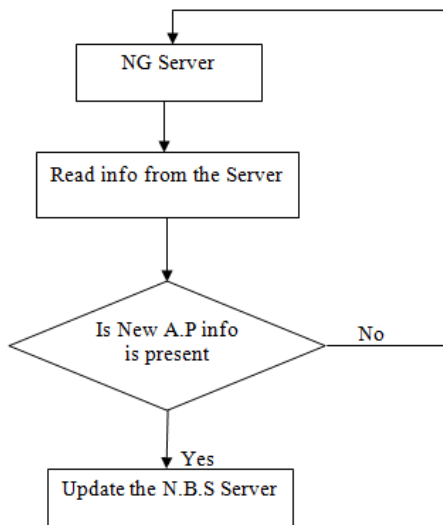 NG Server
Read info from the Server
Is New A.P info
is present
No
Yes
Update the N.B.S Server